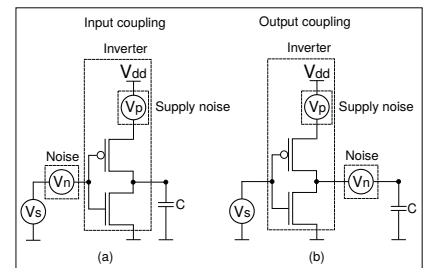 Input coupling
Output coupling
Inverter
Inverter
Vdd
Vdd
Vp
Supply noise
Vp
Supply noise
Noise
Noise
Vn
Vn
Vs
C
Vs
C
(a)
(b)